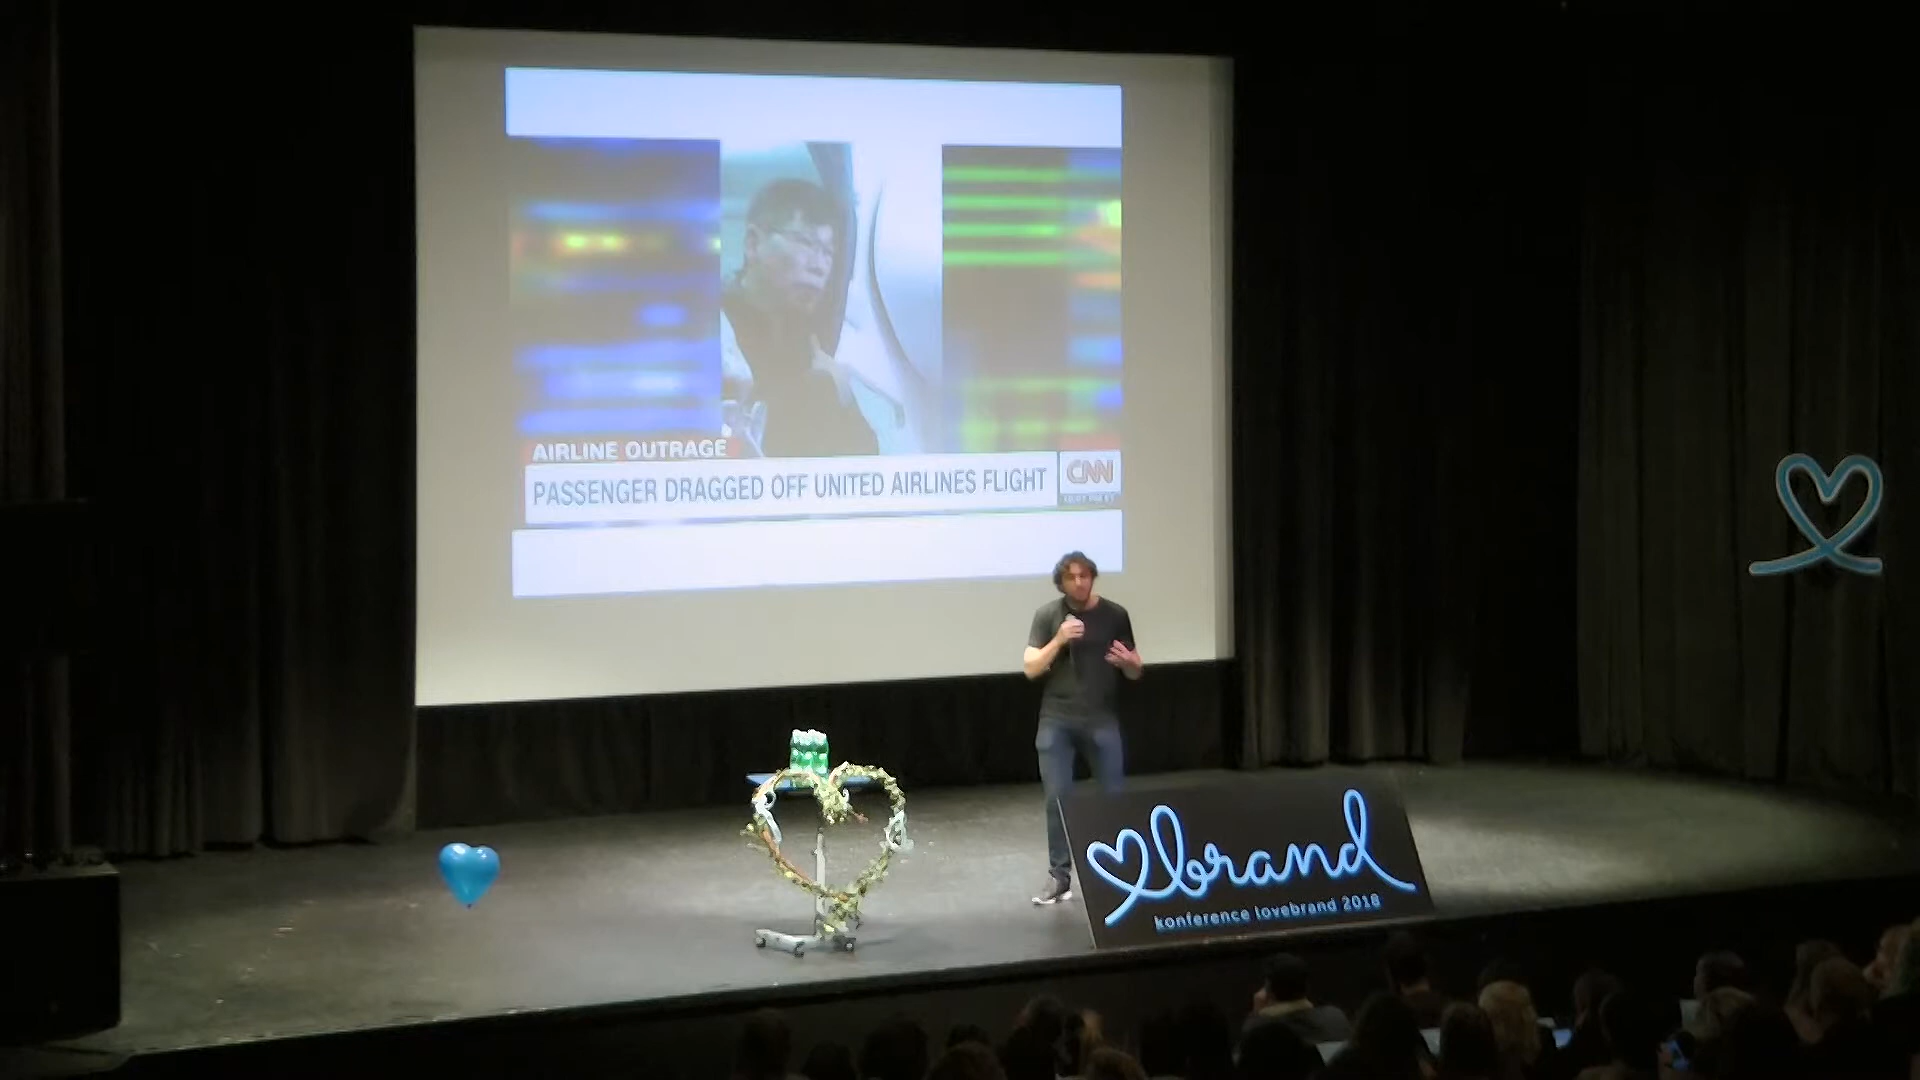 AIRLINE OUTRAGE
PASSENGER DRAGGED OFF UNITED AIRLINES FLIGHT
CNN
brand
konference lovebrand 2018